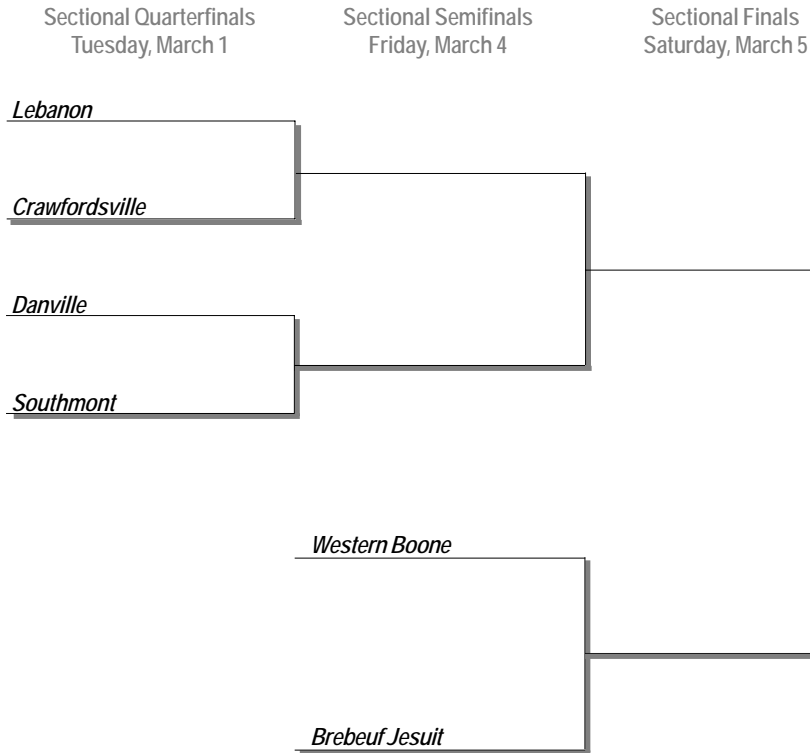 Sectional Quarterfinals
Tuesday, March 1
Sectional Semifinals
Friday, March 4
Sectional Finals
Saturday, March 5
Lebanon
Crawfordsville
Danville
Southmont
Western Boone
Brebeuf Jesuit